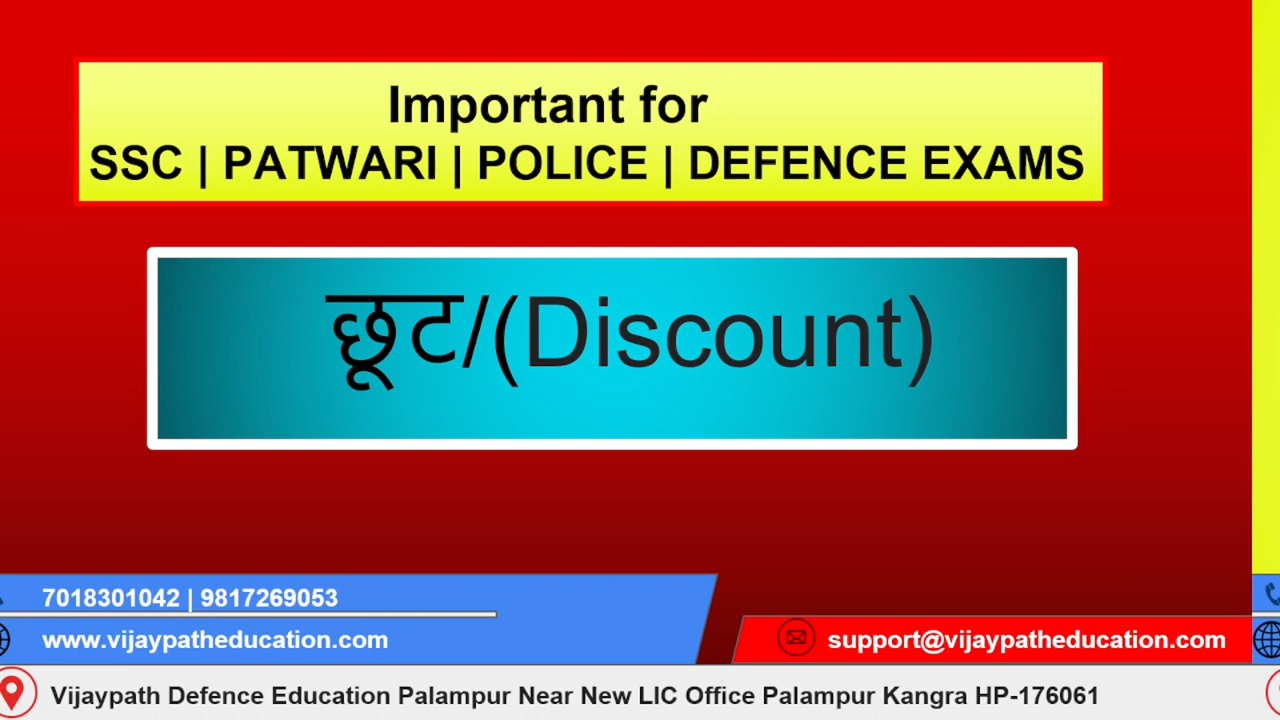 Important for
SSC | PATWARI | POLICE | DEFENCE EXAMS
छूट/(Discount)
7018301042 | 9817269053
www.vijaypatheducation.com
support@vijaypatheducation.com
Vijaypath Defence Education Palampur Near New LIC Office Palampur Kangra HP-176061